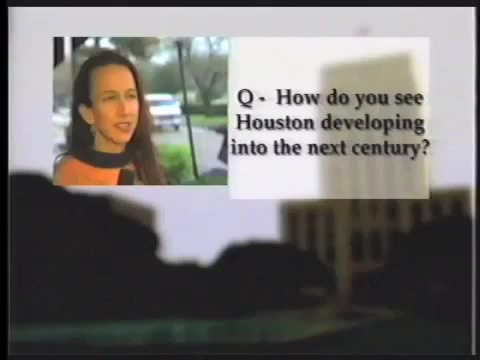 Q - How do you see
Houston developing
into the next century?